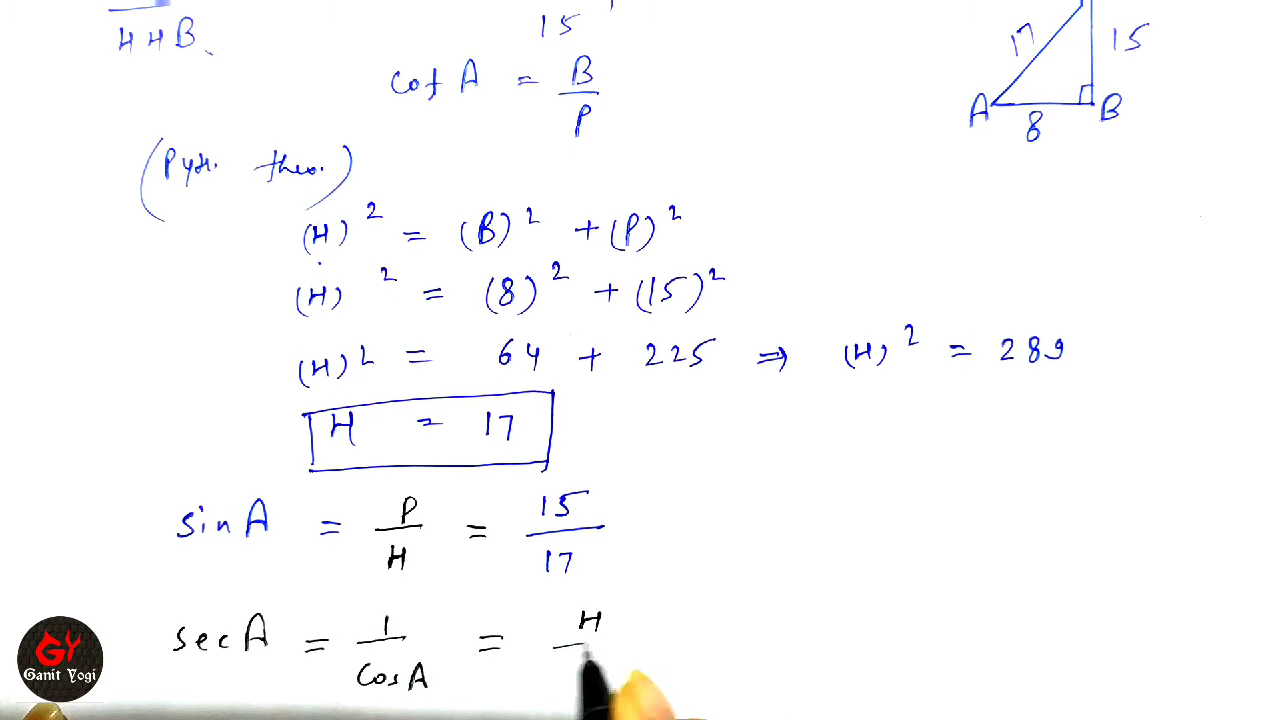 HHB
15
cot A = B/P
17
15
A
B
8
(Pyth. theo.)
(H)² = (B)² + (P)²
(H)² = (8)² + (15)²
(H)² = 64 + 225 ⇒ (H)² = 289
H = 17
sin A = P/H = 15/17
sec A = 1/cos A = H
GY
Ganit Yogi